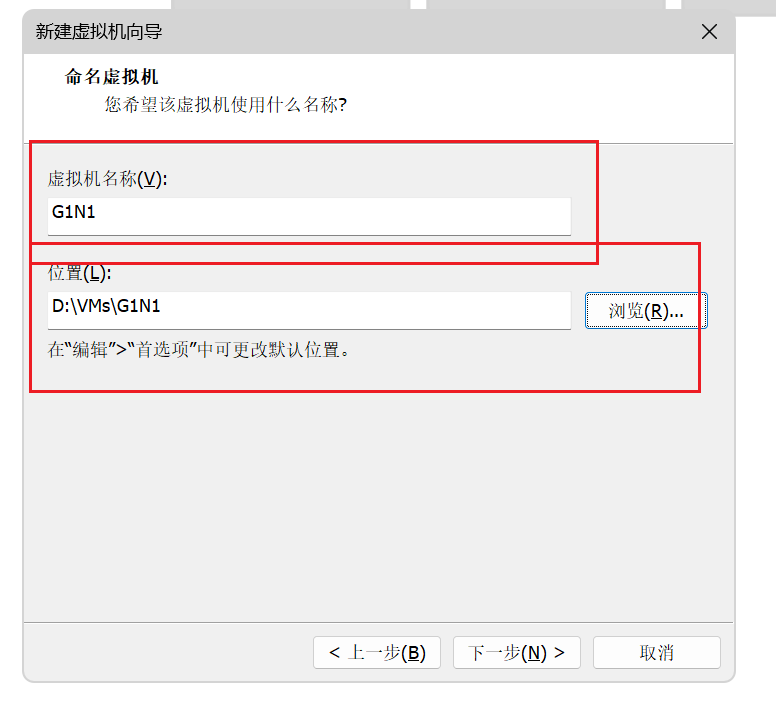 新建虚拟机向导
命名虚拟机
您希望该虚拟机使用什么名称?
虚拟机名称(V):
G1N1
位置(L):
D:\VMs\G1N1
浏览(R)...
在“编辑”>“首选项”中可更改默认位置。
< 上一步(B)
下一步(N) >
取消